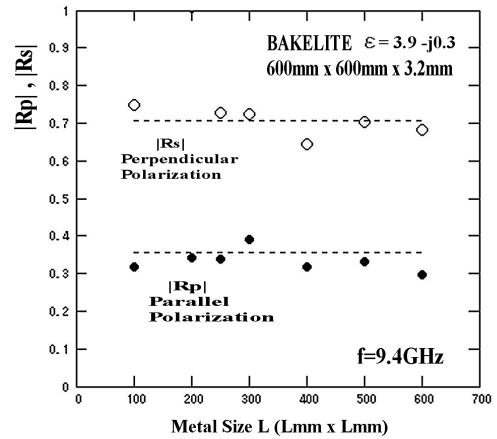 |Rp| , |Rs|
1
0.9
0.8
0.7
0.6
0.5
0.4
0.3
0.2
0.1
0
BAKELITE ε = 3.9 -j0.3
600mm x 600mm x 3.2mm
|Rs|
Perpendicular
Polarization
|Rp|
Parallel
Polarization
f=9.4GHz
0 100 200 300 400 500 600 700
Metal Size L (Lmm x Lmm)